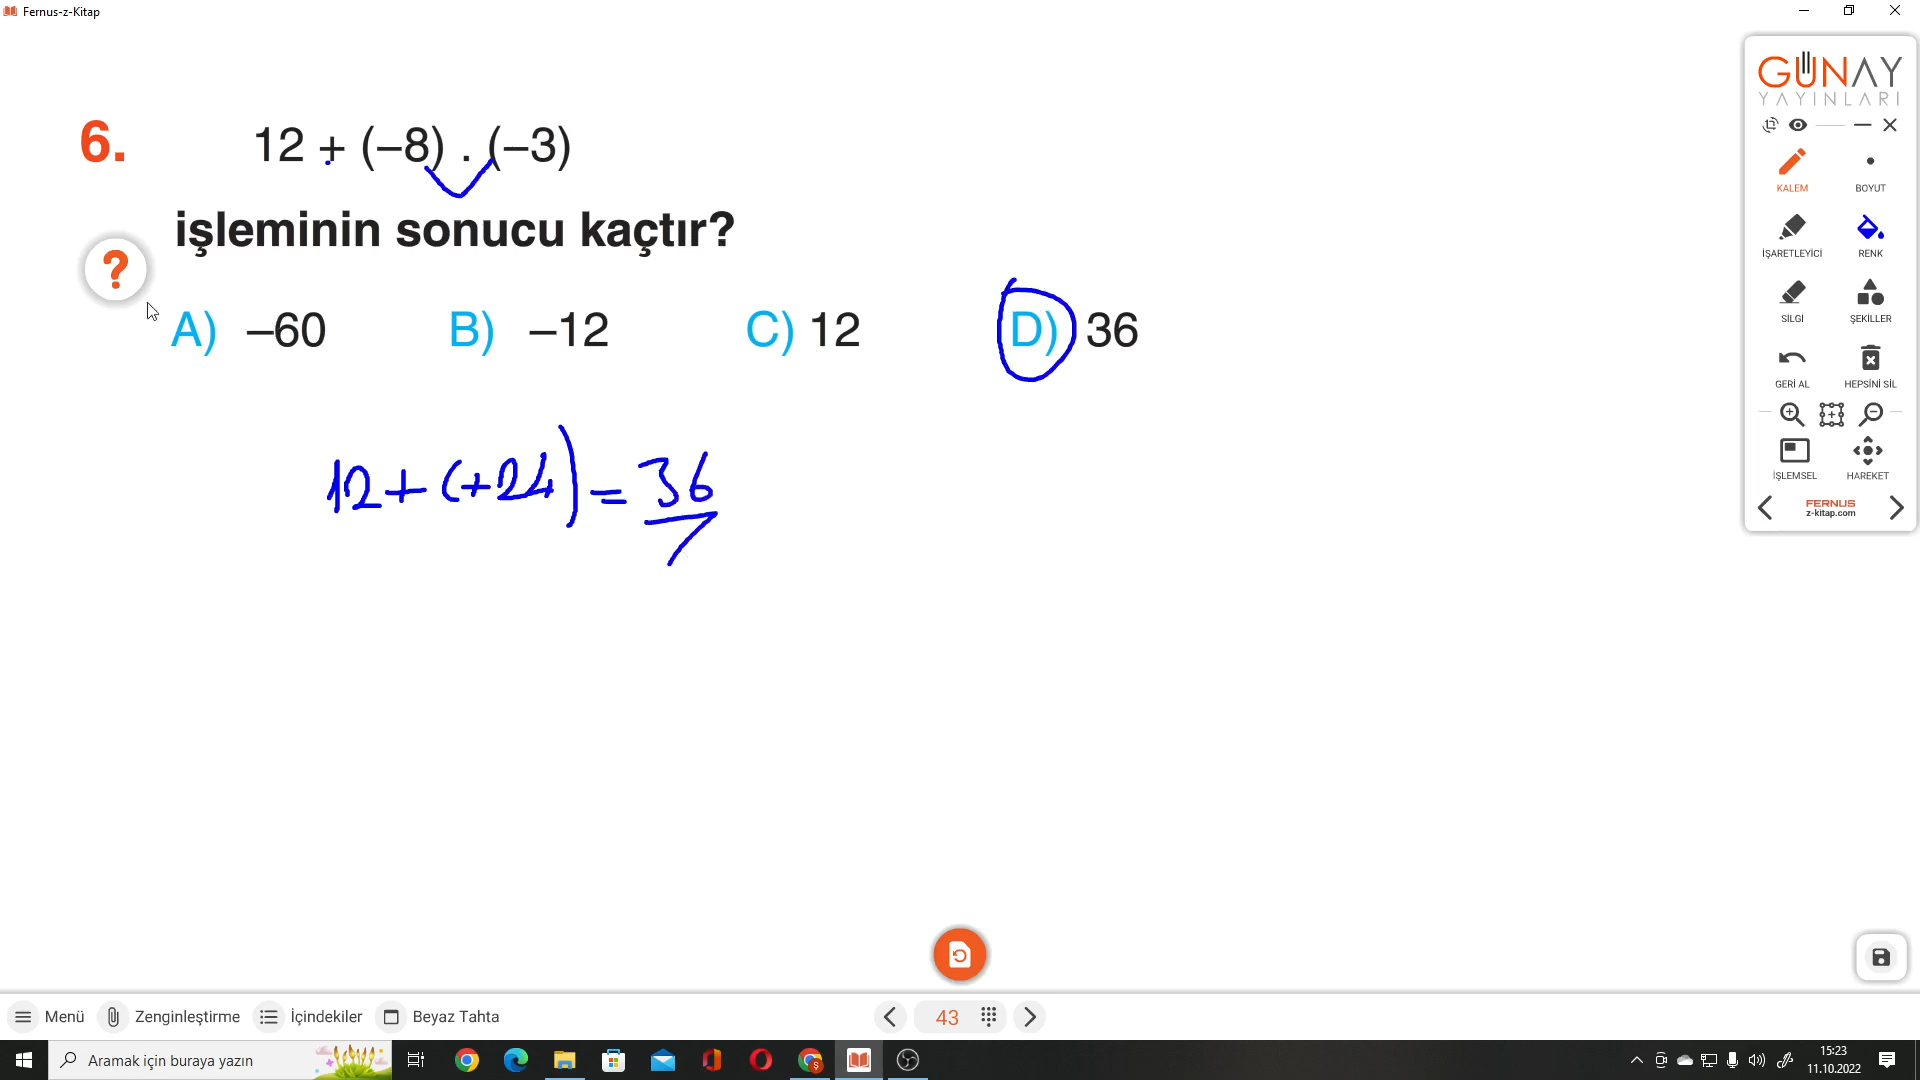 Fernus-z-Kitap
6. 12 + (–8) . (–3)
işleminin sonucu kaçtır?
?
A) –60 B) –12 C) 12 D) 36
12 + (+24) = 36
GÜNAY
YAYINLARI
KALEM BOYUT
İŞARETLEYİCİ RENK
SİLGİ ŞEKİLLER
GERİ AL HEPSİNİ SİL
İŞLEMSEL HAREKET
FERNUS
z-kitap.com
Menü Zenginleştirme İçindekiler Beyaz Tahta 43
Aramak için buraya yazın
15:23
11.10.2022